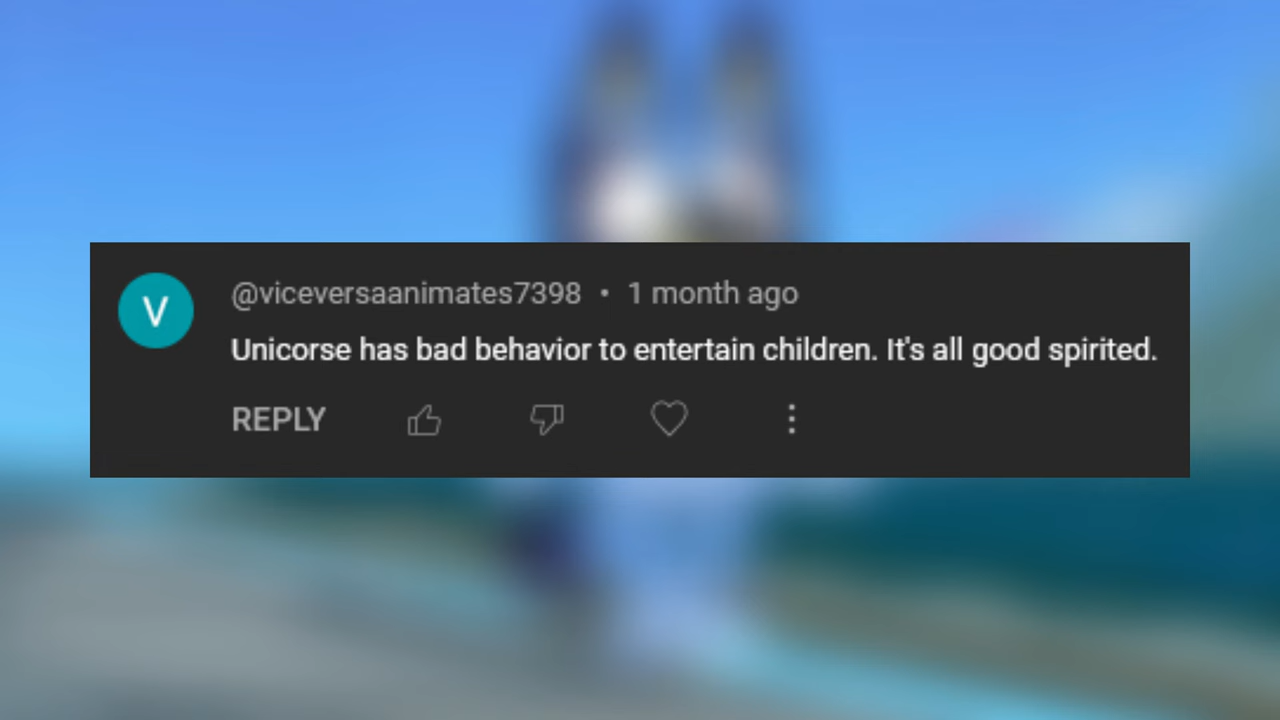 V
@viceversaanimates7398 • 1 month ago
Unicorse has bad behavior to entertain children. It's all good spirited.
REPLY